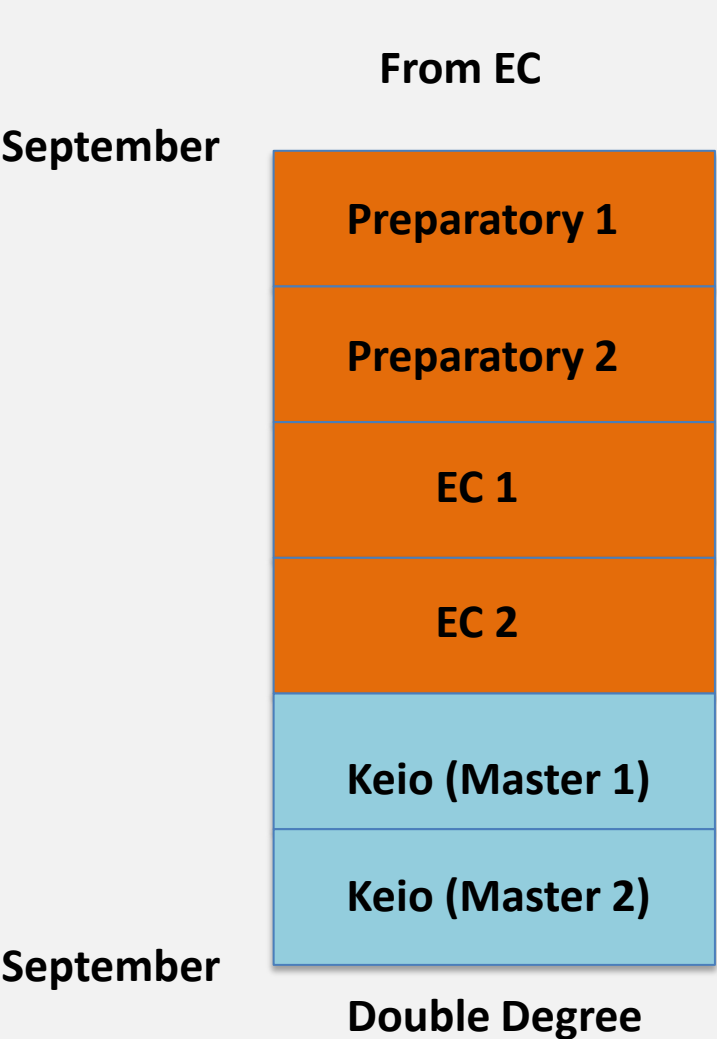 From EC
September
Preparatory 1
Preparatory 2
EC 1
EC 2
Keio (Master 1)
Keio (Master 2)
September
Double Degree